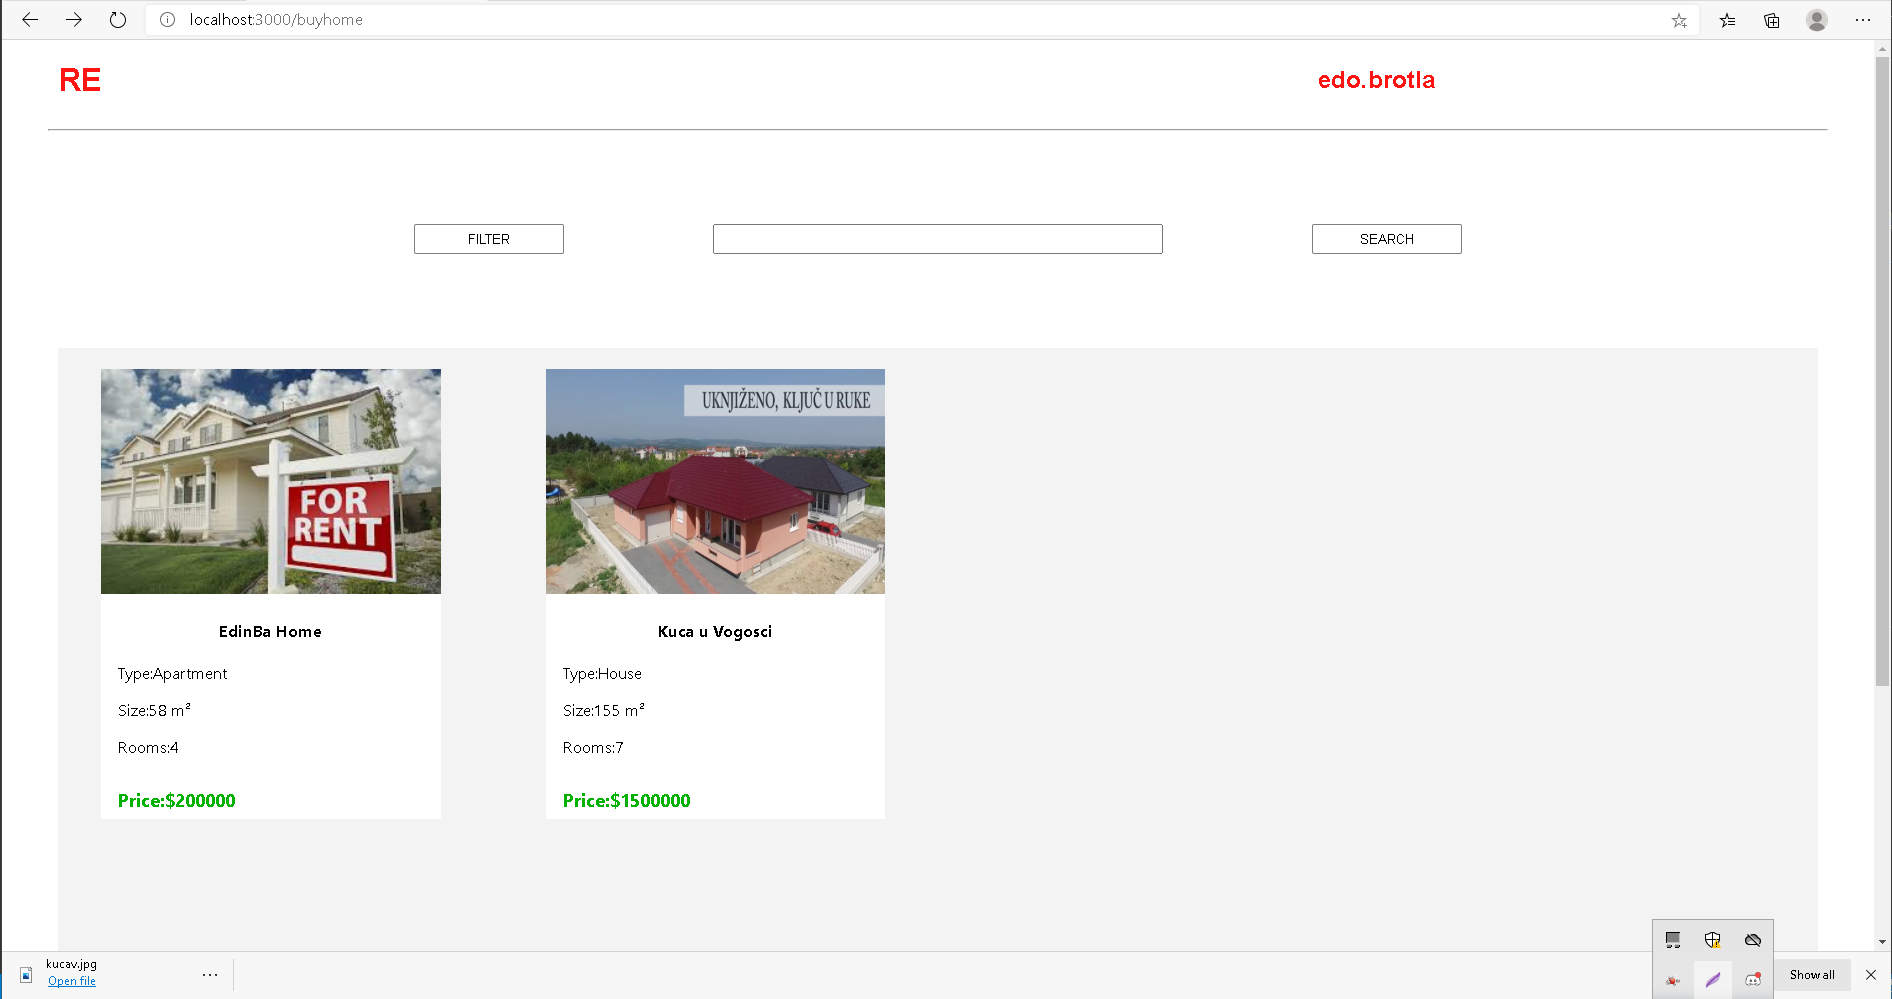 localhost:3000/buyhome
RE
edo.brotla
FILTER
SEARCH
FOR
RENT
UKNJIŽENO, KLJUČ U RUKE
EdinBa Home
Kuca u Vogosci
Type:Apartment
Type:House
Size:58 m²
Size:155 m²
Rooms:4
Rooms:7
Price:$200000
Price:$1500000
kucav.jpg
Open file
Show all